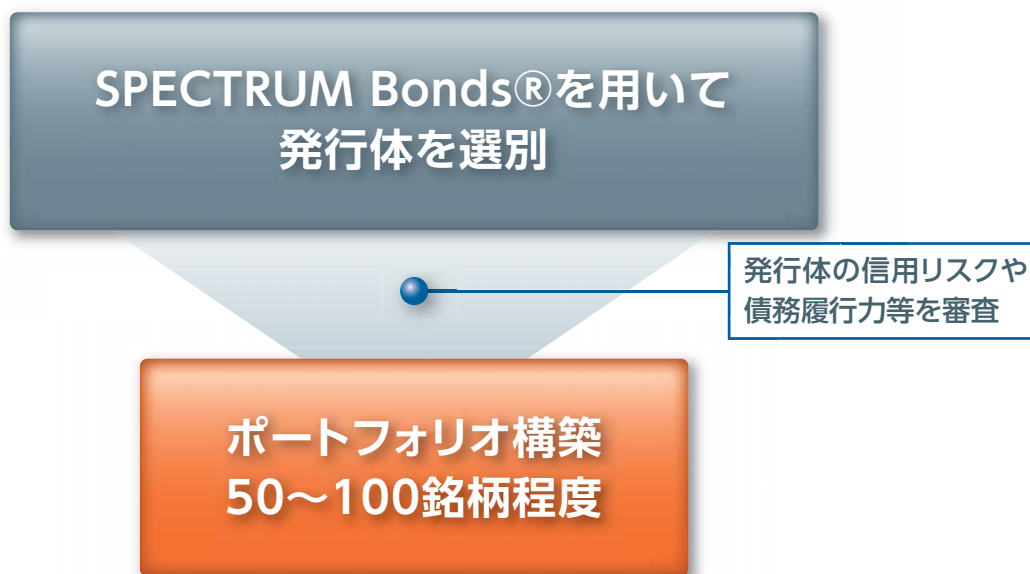 SPECTRUM Bonds®を用いて
発行体を選別
発行体の信用リスクや
債務履行力等を審査
ポートフォリオ構築
50～100銘柄程度